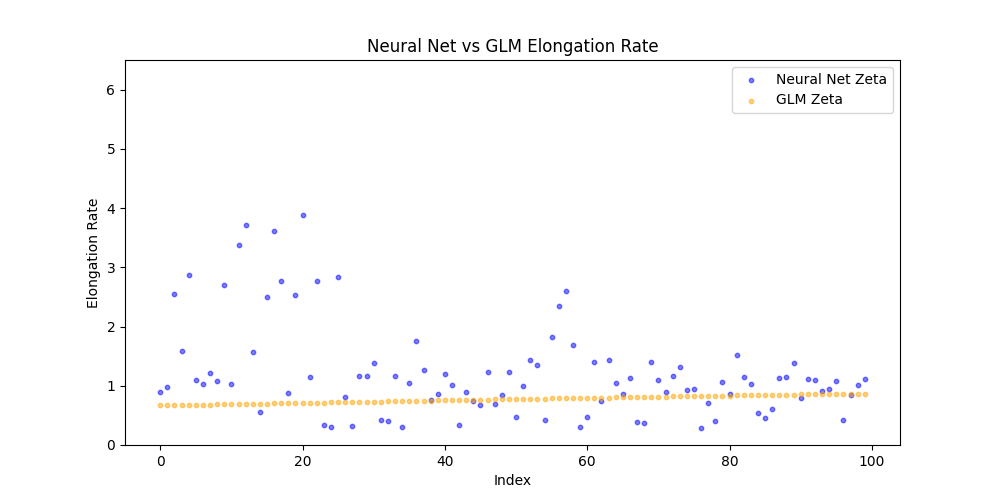 Neural Net vs GLM Elongation Rate
Neural Net Zeta
GLM Zeta
Elongation Rate
6
5
4
3
2
1
0
0 20 40 60 80 100
Index